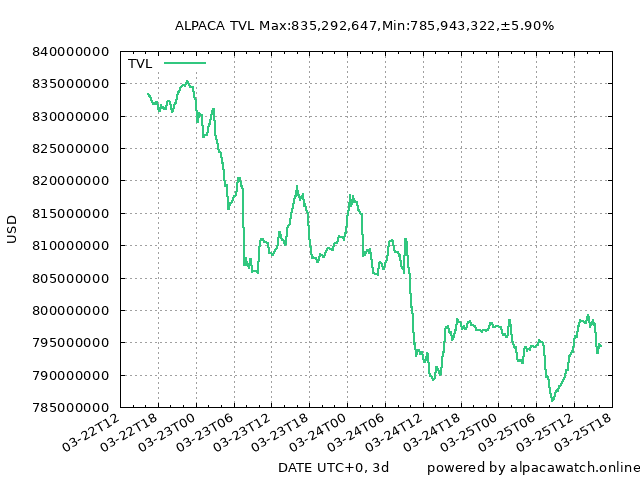 ALPACA TVL Max:835,292,647,Min:785,943,322,±5.90%
TVL
840000000
835000000
830000000
825000000
820000000
815000000
810000000
805000000
800000000
795000000
790000000
785000000
USD
03-22T12
03-22T18
03-23T00
03-23T06
03-23T12
03-23T18
03-24T00
03-24T06
03-24T12
03-24T18
03-25T00
03-25T06
03-25T12
03-25T18
DATE UTC+0, 3d
powered by alpacawatch.online